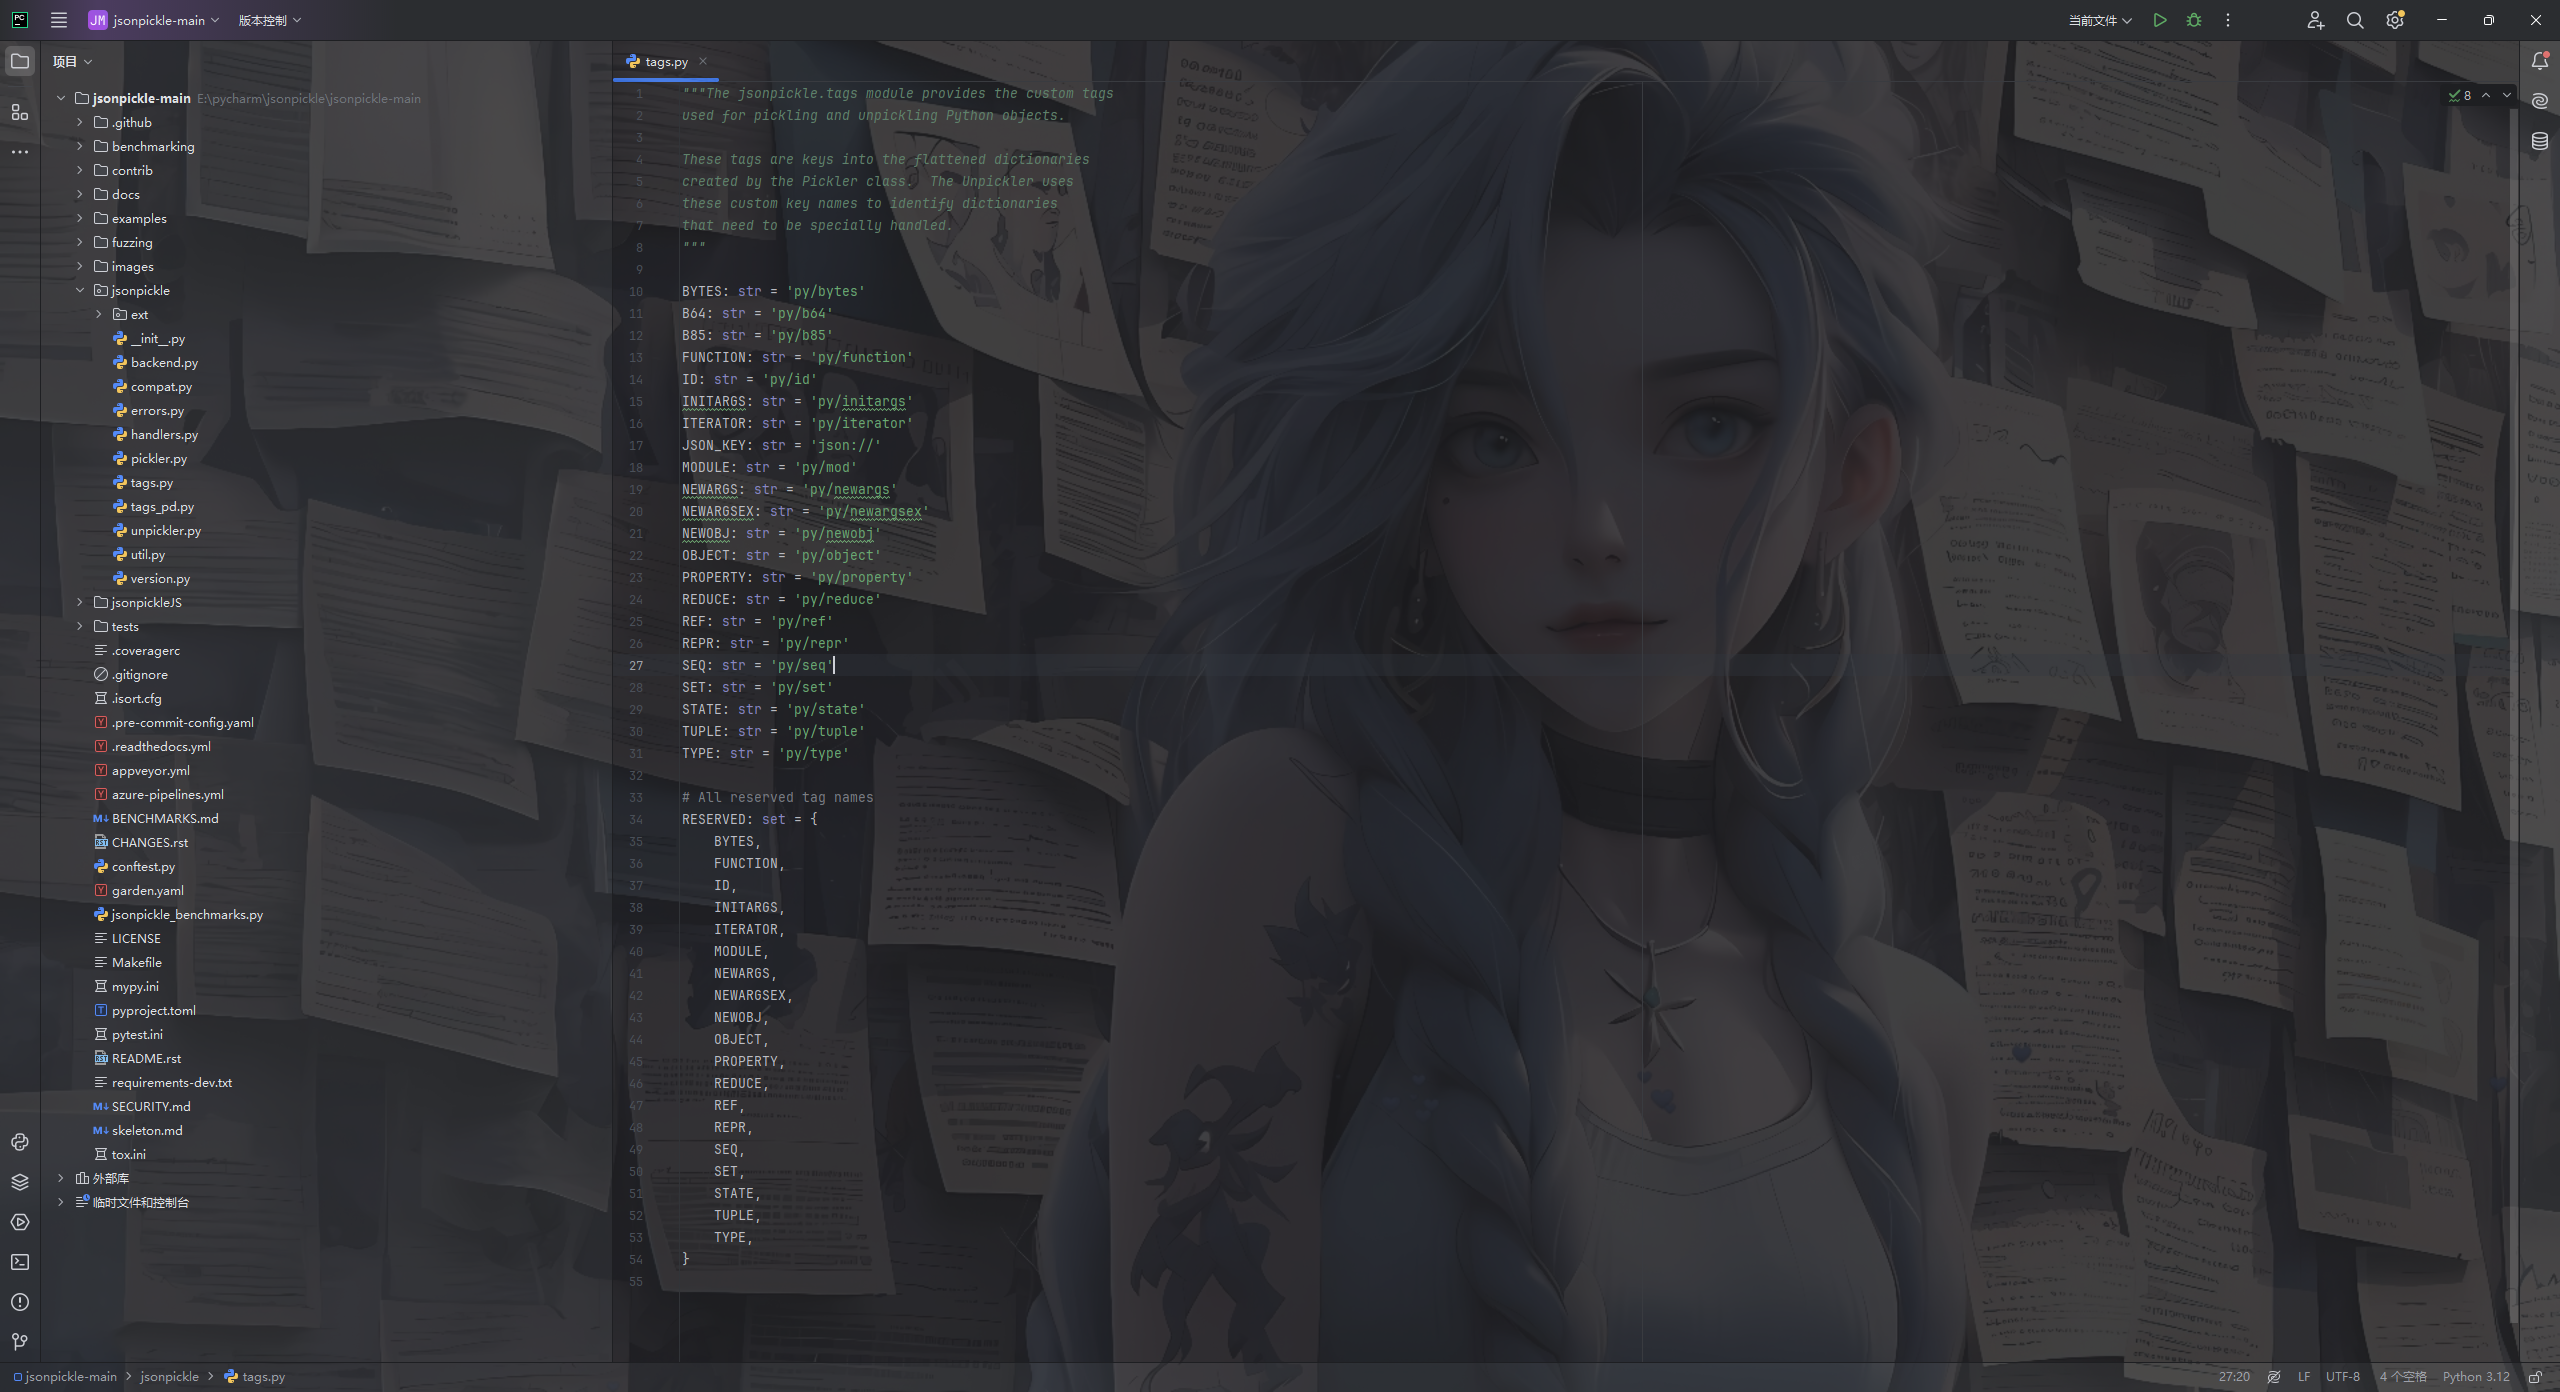 PC
JM jsonpickle-main
版本控制
当前文件
项目
jsonpickle-main E:\pycharm\jsonpickle\jsonpickle-main
.github
benchmarking
contrib
docs
examples
fuzzing
images
jsonpickle
ext
__init__.py
backend.py
compat.py
errors.py
handlers.py
pickler.py
tags.py
tags_pd.py
unpickler.py
util.py
version.py
jsonpickleJS
tests
.coveragerc
.gitignore
.isort.cfg
.pre-commit-config.yaml
.readthedocs.yml
appveyor.yml
azure-pipelines.yml
BENCHMARKS.md
CHANGES.rst
conftest.py
garden.yaml
jsonpickle_benchmarks.py
LICENSE
Makefile
mypy.ini
pyproject.toml
pytest.ini
README.rst
requirements-dev.txt
SECURITY.md
skeleton.md
tox.ini
外部库
临时文件和控制台
tags.py
8
1 """The jsonpickle.tags module provides the custom tags
2 used for pickling and unpickling Python objects.
3
4 These tags are keys into the flattened dictionaries
5 created by the Pickler class.  The Unpickler uses
6 these custom key names to identify dictionaries
7 that need to be specially handled.
8 """
9
10 BYTES: str = 'py/bytes'
11 B64: str = 'py/b64'
12 B85: str = 'py/b85'
13 FUNCTION: str = 'py/function'
14 ID: str = 'py/id'
15 INITARGS: str = 'py/initargs'
16 ITERATOR: str = 'py/iterator'
17 JSON_KEY: str = 'json://'
18 MODULE: str = 'py/mod'
19 NEWARGS: str = 'py/newargs'
20 NEWARGSEX: str = 'py/newargsex'
21 NEWOBJ: str = 'py/newobj'
22 OBJECT: str = 'py/object'
23 PROPERTY: str = 'py/property'
24 REDUCE: str = 'py/reduce'
25 REF: str = 'py/ref'
26 REPR: str = 'py/repr'
27 SEQ: str = 'py/seq'
28 SET: str = 'py/set'
29 STATE: str = 'py/state'
30 TUPLE: str = 'py/tuple'
31 TYPE: str = 'py/type'
32
33 # All reserved tag names
34 RESERVED: set = {
35     BYTES,
36     FUNCTION,
37     ID,
38     INITARGS,
39     ITERATOR,
40     MODULE,
41     NEWARGS,
42     NEWARGSEX,
43     NEWOBJ,
44     OBJECT,
45     PROPERTY,
46     REDUCE,
47     REF,
48     REPR,
49     SEQ,
50     SET,
51     STATE,
52     TUPLE,
53     TYPE,
54 }
55
jsonpickle-main > jsonpickle > tags.py
27:20 LF UTF-8 4 个空格 Python 3.12